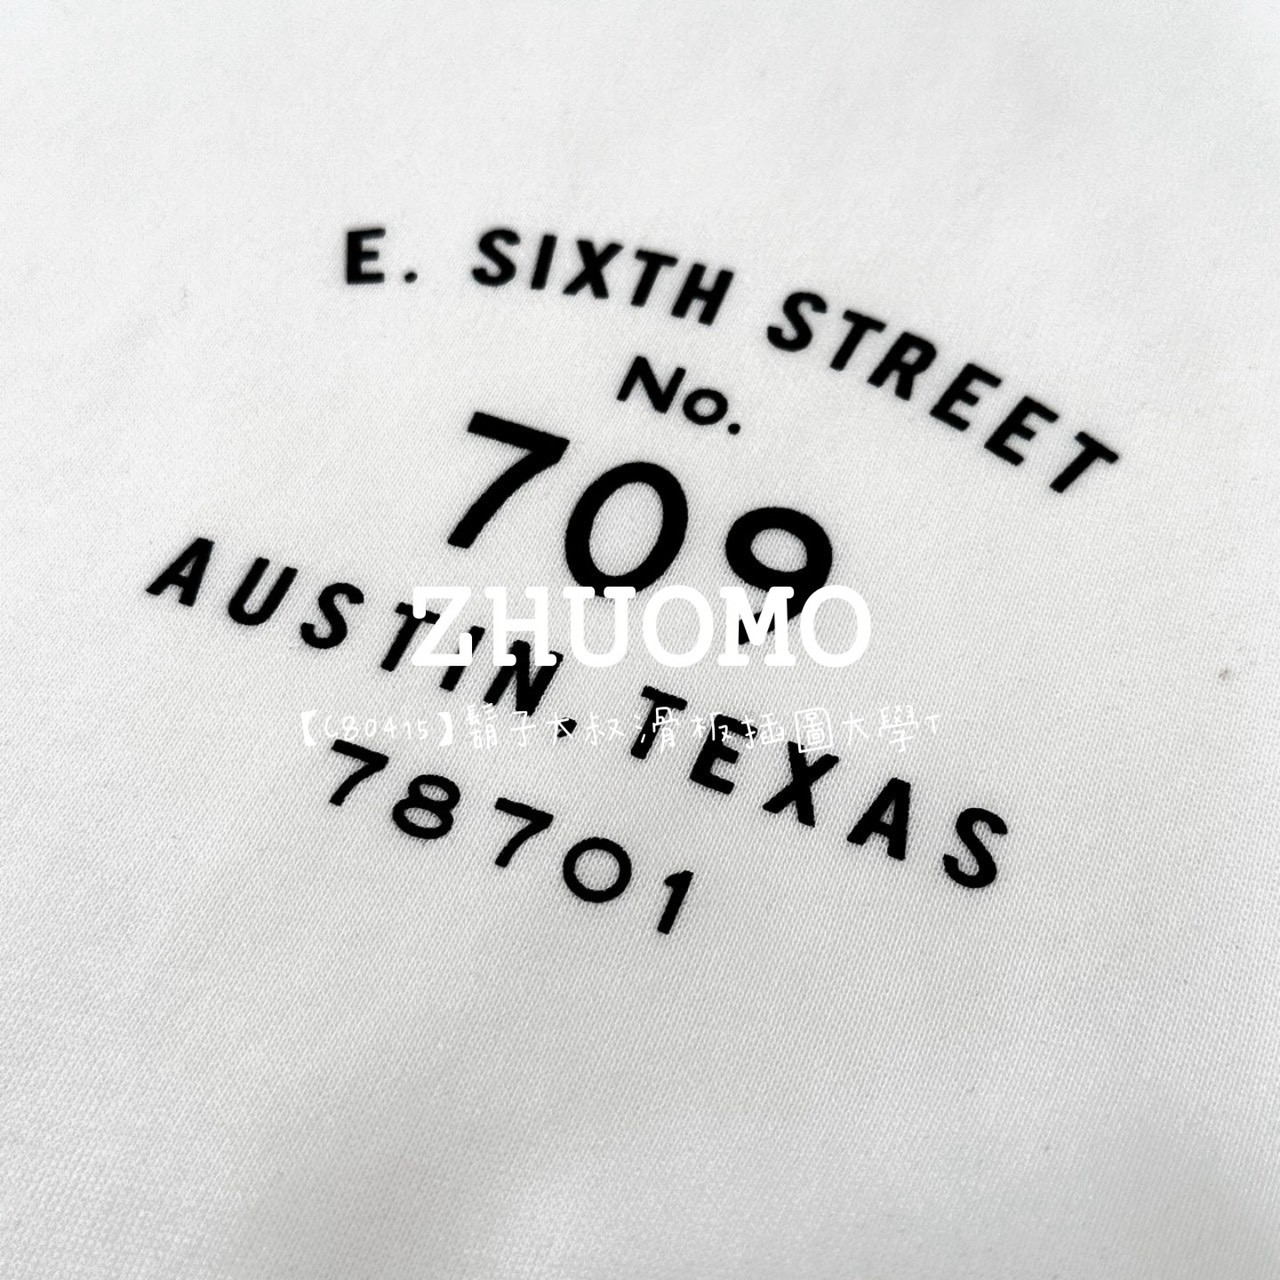 E. SIXTH STREET
No.
709
ZHUOMO
AUSTIN, TEXAS
【CB0415】鬍子大叔滑板插圖大學T
78701